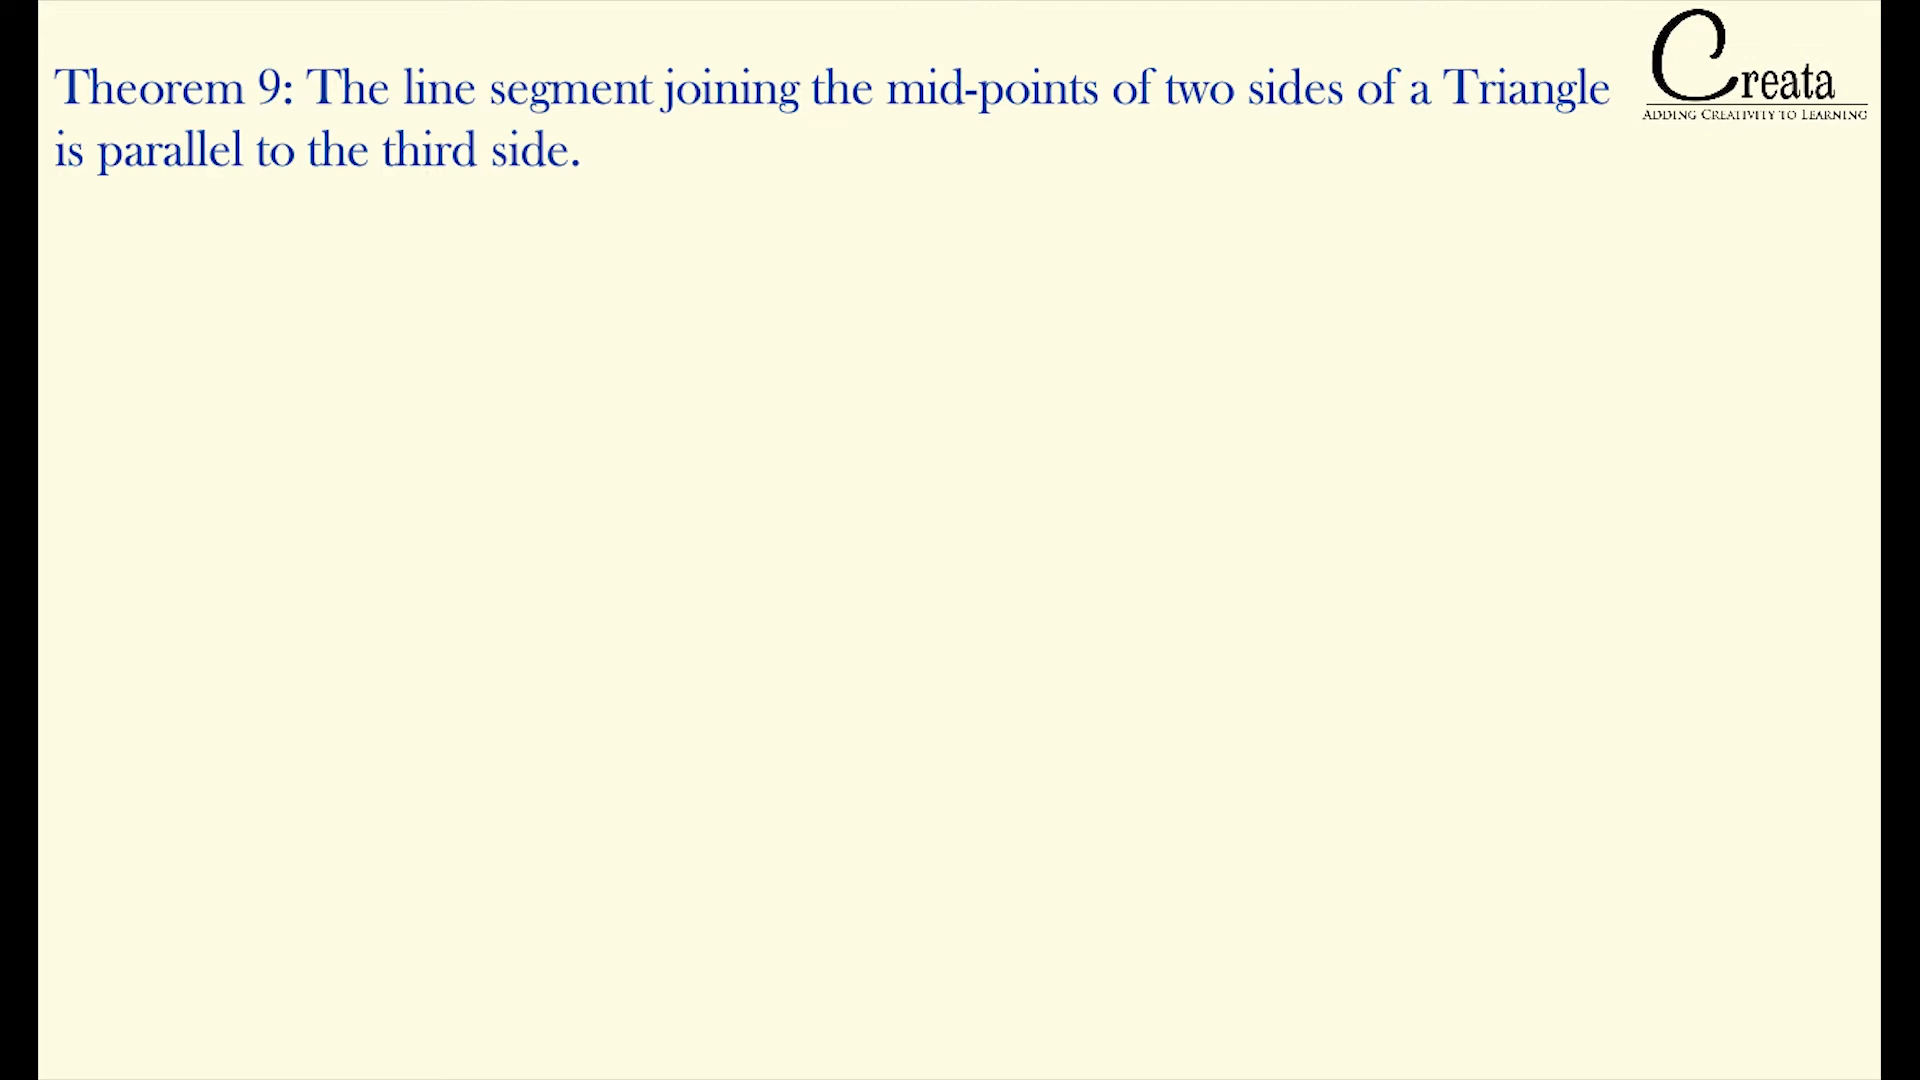 Theorem 9: The line segment joining the mid-points of two sides of a Triangle
is parallel to the third side.
Creata
ADDING CREATIVITY TO LEARNING